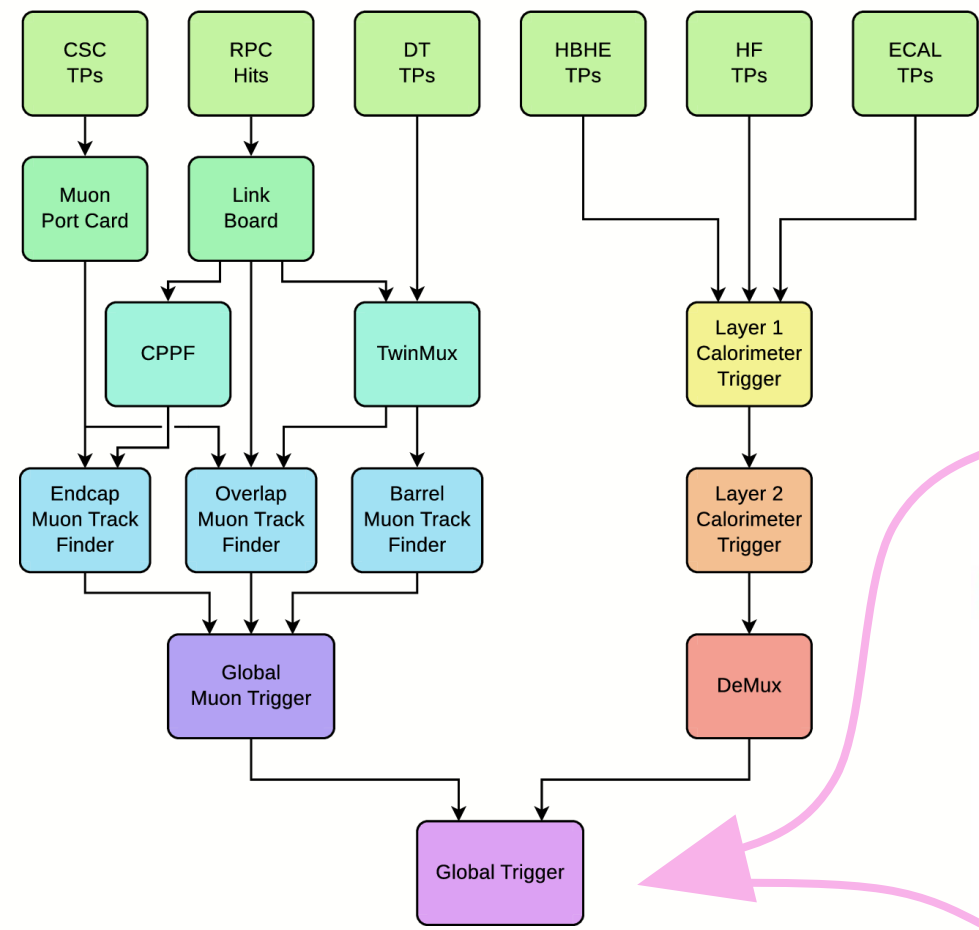 CSC
TPs
RPC
Hits
DT
TPs
HBHE
TPs
HF
TPs
ECAL
TPs
Muon
Port Card
Link
Board
CPPF
TwinMux
Layer 1
Calorimeter
Trigger
Endcap
Muon Track
Finder
Overlap
Muon Track
Finder
Barrel
Muon Track
Finder
Layer 2
Calorimeter
Trigger
Global
Muon Trigger
DeMux
Global Trigger